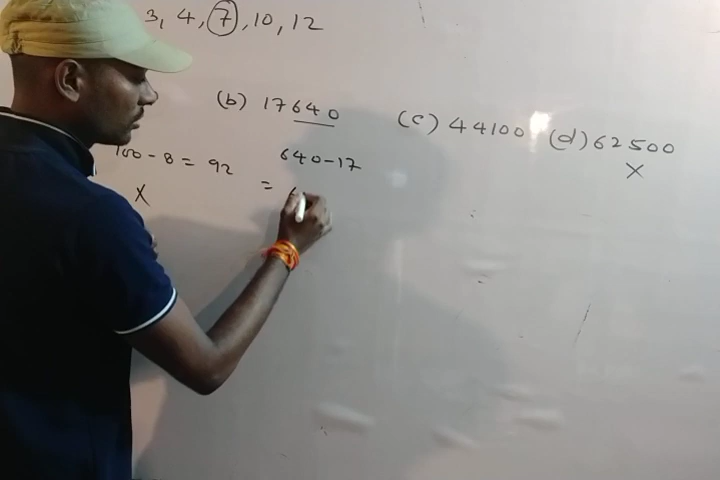 3, 4, 7, 10, 12
(b) 17640 (c) 44100 (d) 62500
100 - 8 = 92 640 - 17 X
X =